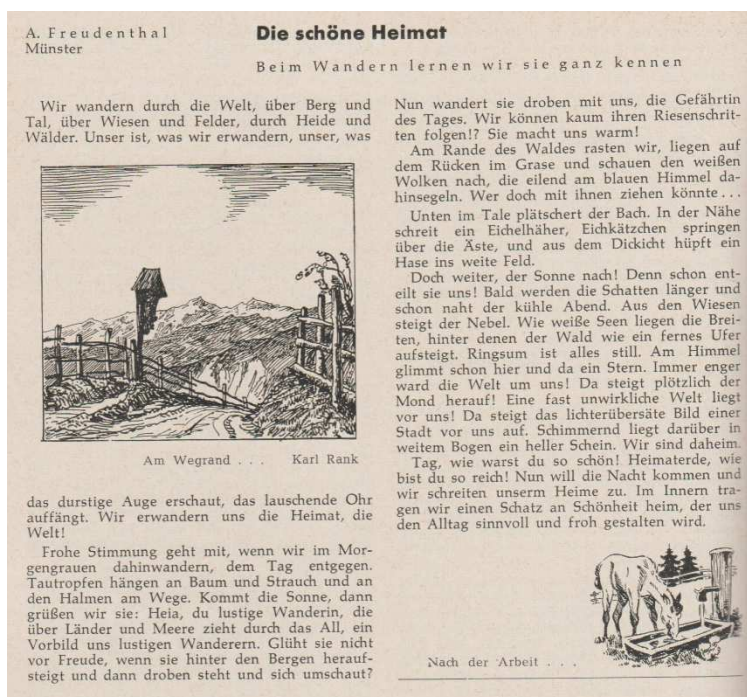 A. Freudenthal
Münster
Die schöne Heimat
Beim Wandern lernen wir sie ganz kennen
Wir wandern durch die Welt, über Berg und
Tal, über Wiesen und Felder, durch Heide und
Wälder. Unser ist, was wir erwandern, unser, was
Am Wegrand . . . Karl Rank
das durstige Auge erschaut, das lauschende Ohr
auffängt. Wir erwandern uns die Heimat, die
Welt!
Frohe Stimmung geht mit, wenn wir im Mor-
gengrauen dahinwandern, dem Tag entgegen.
Tautropfen hängen an Baum und Strauch und an
den Halmen am Wege. Kommt die Sonne, dann
grüßen wir sie: Heia, du lustige Wanderin, die
über Länder und Meere zieht durch das All, ein
Vorbild uns lustigen Wanderern. Glüht sie nicht
vor Freude, wenn sie hinter den Bergen herauf-
steigt und dann droben steht und sich umschaut?
Nun wandert sie droben mit uns, die Gefährtin
des Tages. Wir können kaum ihren Riesenschrit-
ten folgen!? Sie macht uns warm!
Am Rande des Waldes rasten wir, liegen auf
dem Rücken im Grase und schauen den weißen
Wolken nach, die eilend am blauen Himmel da-
hinsegeln. Wer doch mit ihnen ziehen könnte . . .
Unten im Tale plätschert der Bach. In der Nähe
schreit ein Eichelhäher, Eichkätzchen springen
über die Äste, und aus dem Dickicht hüpft ein
Hase ins weite Feld.
Doch weiter, der Sonne nach! Denn schon ent-
eilt sie uns! Bald werden die Schatten länger und
schon naht der kühle Abend. Aus den Wiesen
steigt der Nebel. Wie weiße Seen liegen die Brei-
ten, hinter denen der Wald wie ein fernes Ufer
aufsteigt. Ringsum ist alles still. Am Himmel
glimmt schon hier und da ein Stern. Immer enger
ward die Welt um uns! Da steigt plötzlich der
Mond herauf! Eine fast unwirkliche Welt liegt
vor uns! Da steigt das lichterübersäte Bild einer
Stadt vor uns auf. Schimmernd liegt darüber in
weitem Bogen ein heller Schein. Wir sind daheim.
Tag, wie warst du so schön! Heimaterde, wie
bist du so reich! Nun will die Nacht kommen und
wir schreiten unserm Heime zu. Im Innern tra-
gen wir einen Schatz an Schönheit heim, der uns
den Alltag sinnvoll und froh gestalten wird.
Nach der Arbeit . . .